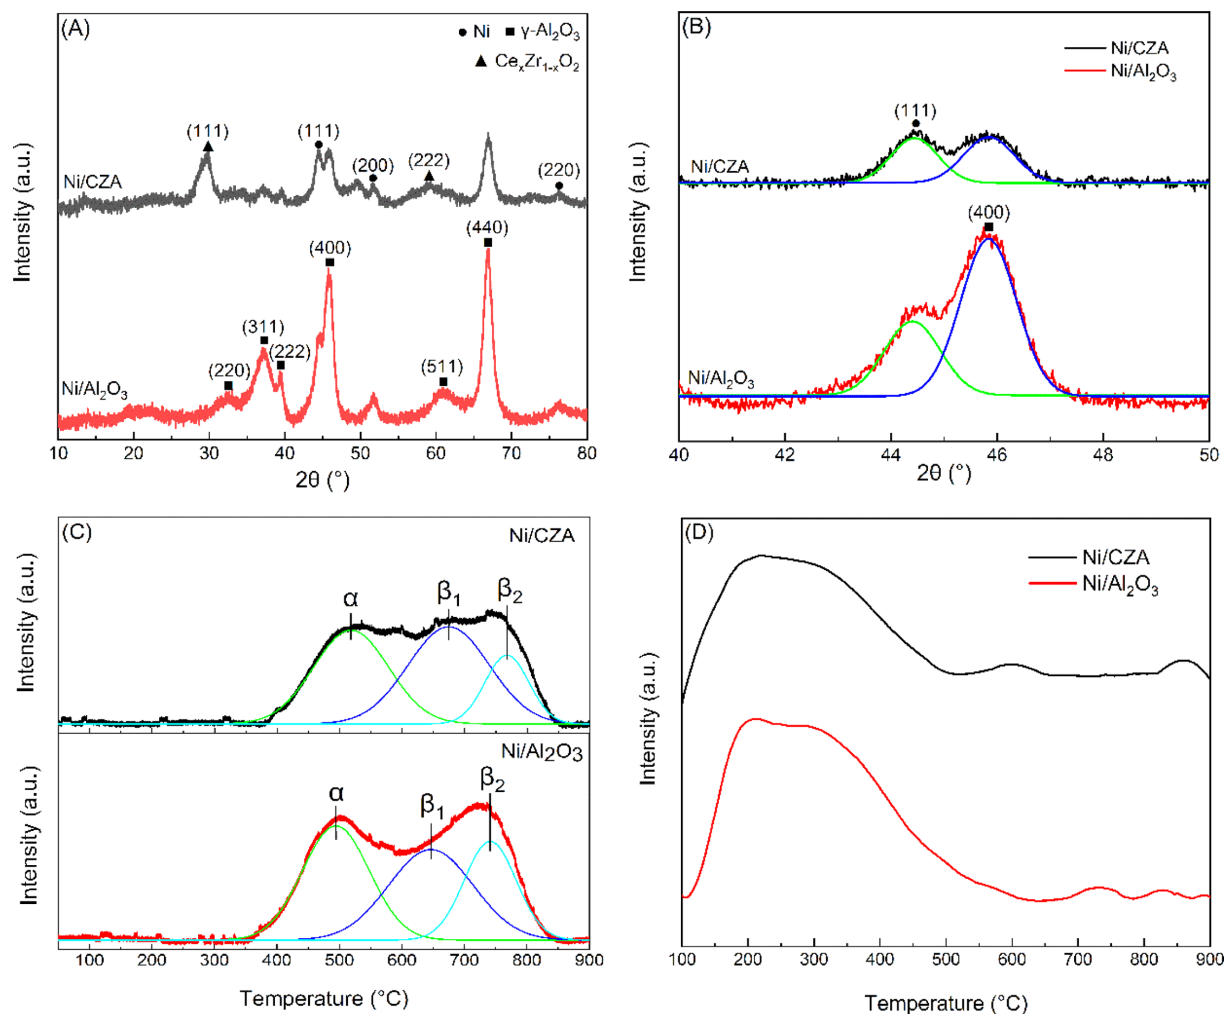 (A)
● Ni ■ γ-Al₂O₃
▲ CeₓZr₁₋ₓO₂
(111)
(111)
(200)
(222)
(220)
Ni/CZA
(440)
(400)
(311)
(222)
(220)
(511)
Ni/Al₂O₃
Intensity (a.u.)
10 20 30 40 50 60 70 80
2θ (°)
(B)
Ni/CZA
Ni/Al₂O₃
(111)
Ni/CZA
(400)
Ni/Al₂O₃
Intensity (a.u.)
40 42 44 46 48 50
2θ (°)
(C)
Ni/CZA
α
β₁
β₂
Intensity (a.u.)
Ni/Al₂O₃
α
β₁
β₂
Intensity (a.u.)
100 200 300 400 500 600 700 800 900
Temperature (°C)
(D)
Ni/CZA
Ni/Al₂O₃
Intensity (a.u.)
100 200 300 400 500 600 700 800 900
Temperature (°C)